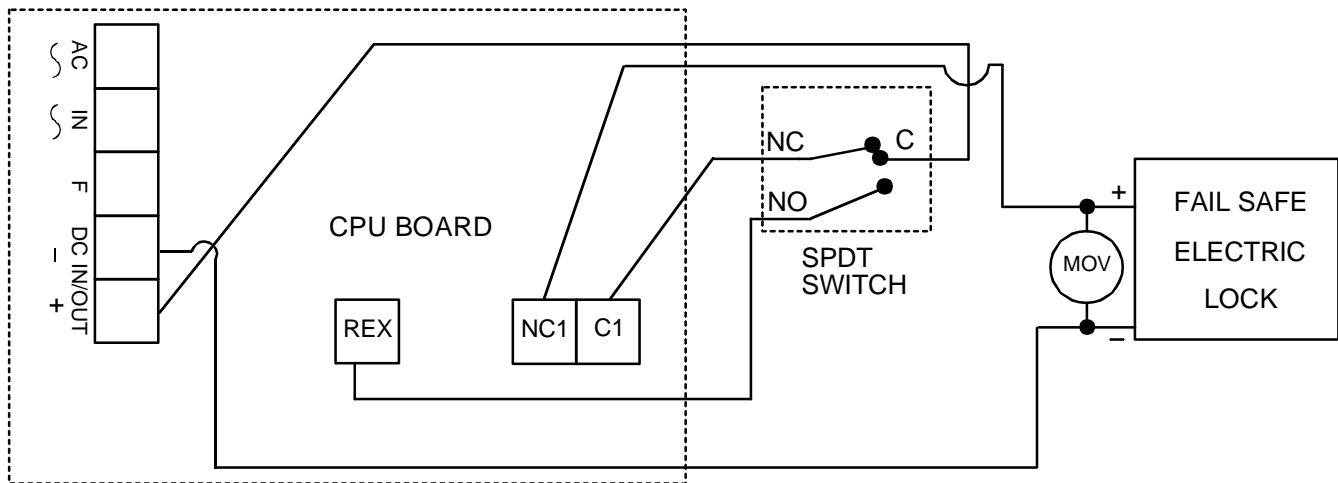 AC
IN
F
DC IN/OUT
–
+
CPU BOARD
REX
NC1
C1
NC
C
NO
SPDT
SWITCH
+
MOV
–
FAIL SAFE
ELECTRIC
LOCK